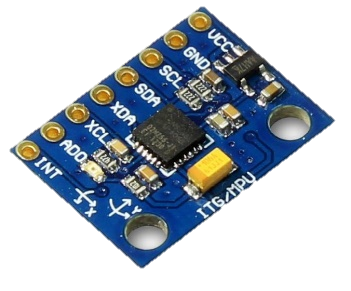 VCC
GND
SCL
SDA
XDA
XCL
ADO
INT
X
Y
ITG/MPU